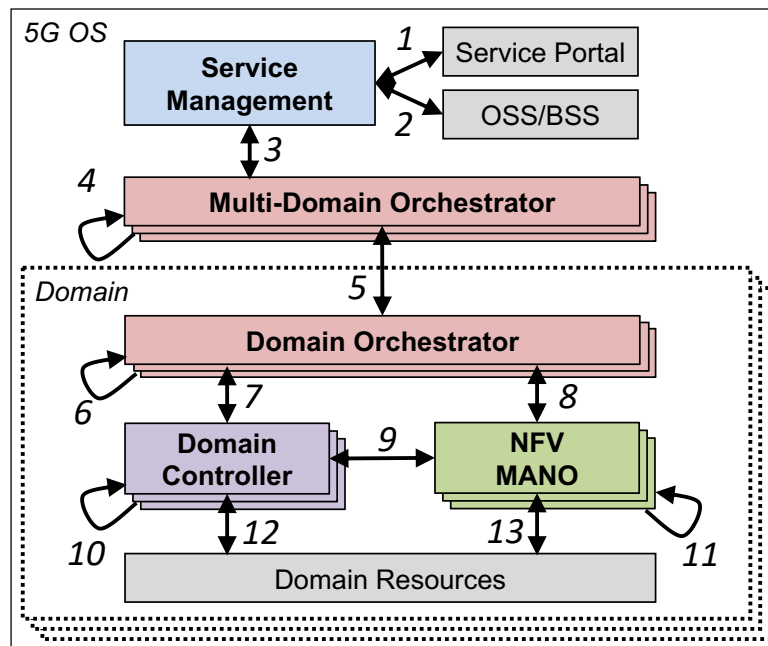 5G OS
1
Service Portal
Service
Management
2
OSS/BSS
3
4
Multi-Domain Orchestrator
5
Domain
Domain Orchestrator
6
7
8
Domain
Controller
9
NFV
MANO
10
12
13
11
Domain Resources